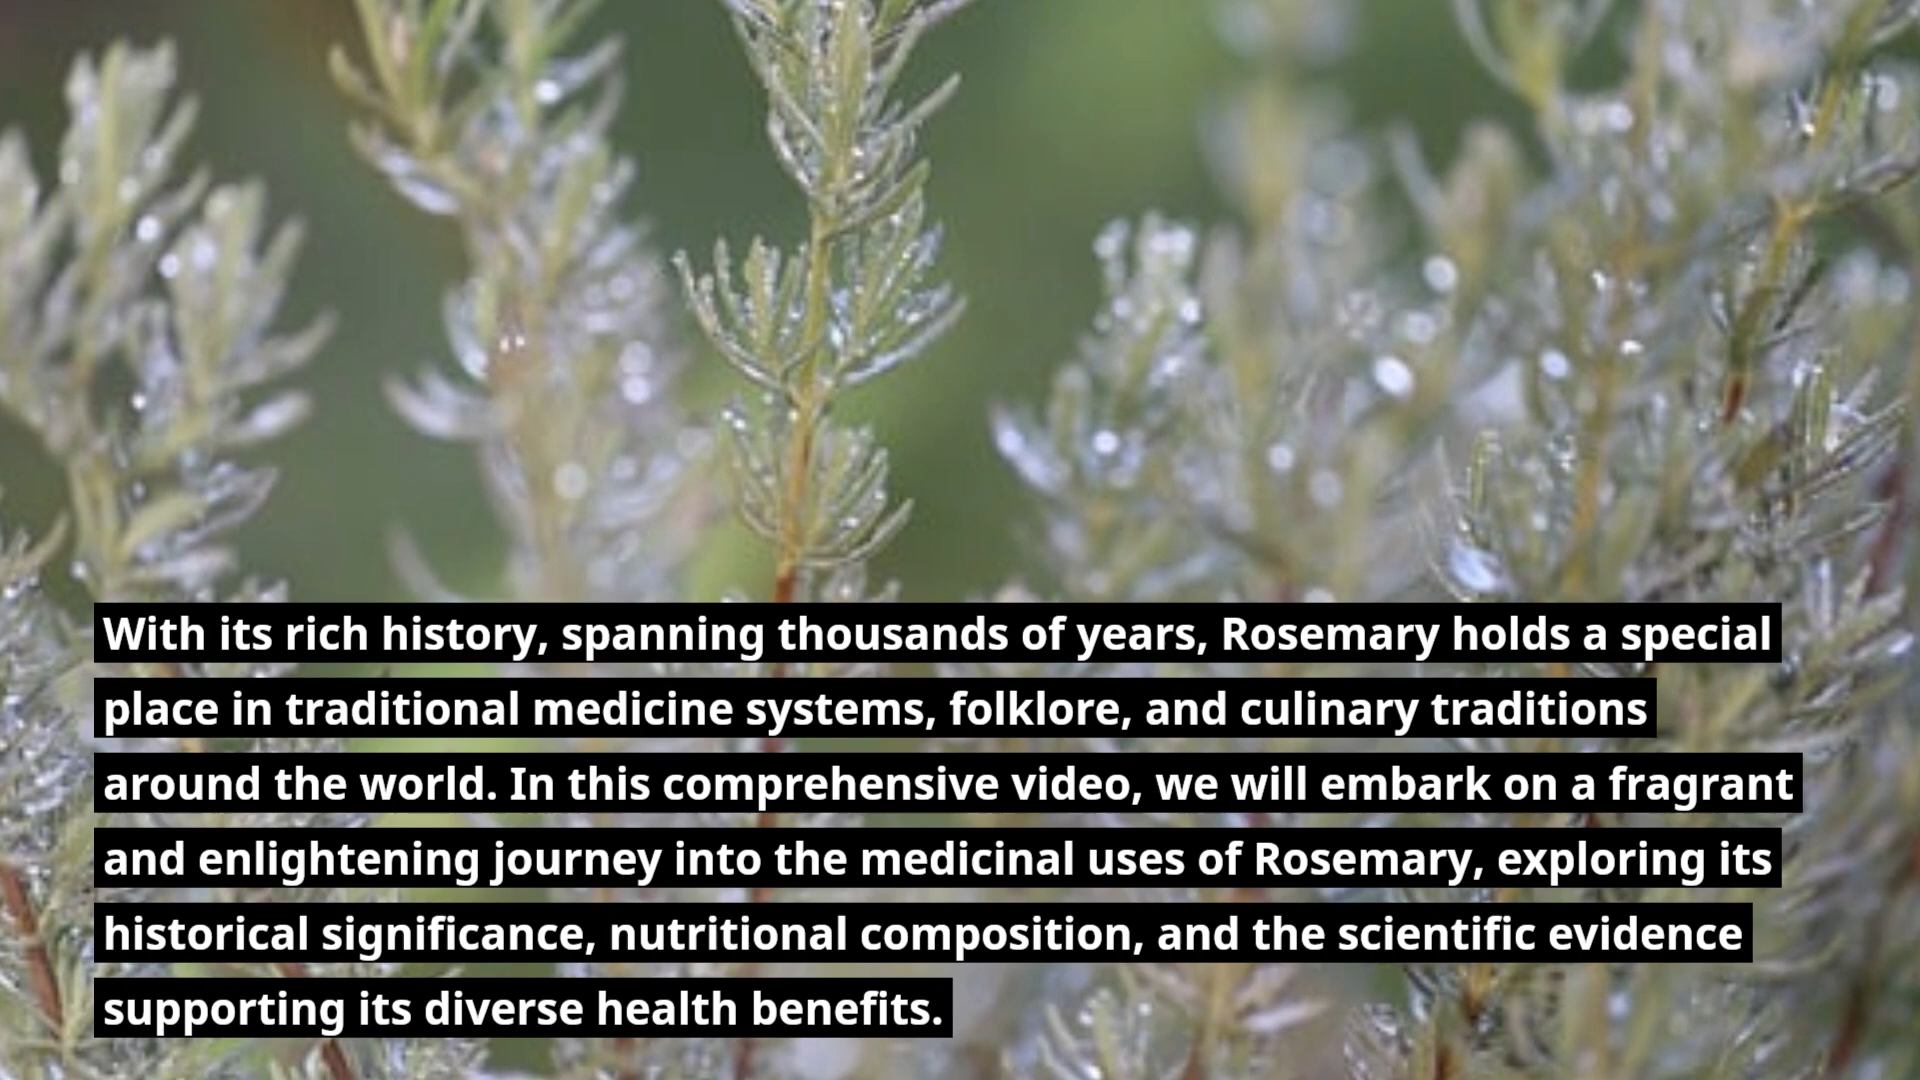 With its rich history, spanning thousands of years, Rosemary holds a special
place in traditional medicine systems, folklore, and culinary traditions
around the world. In this comprehensive video, we will embark on a fragrant
and enlightening journey into the medicinal uses of Rosemary, exploring its
historical significance, nutritional composition, and the scientific evidence
supporting its diverse health benefits.